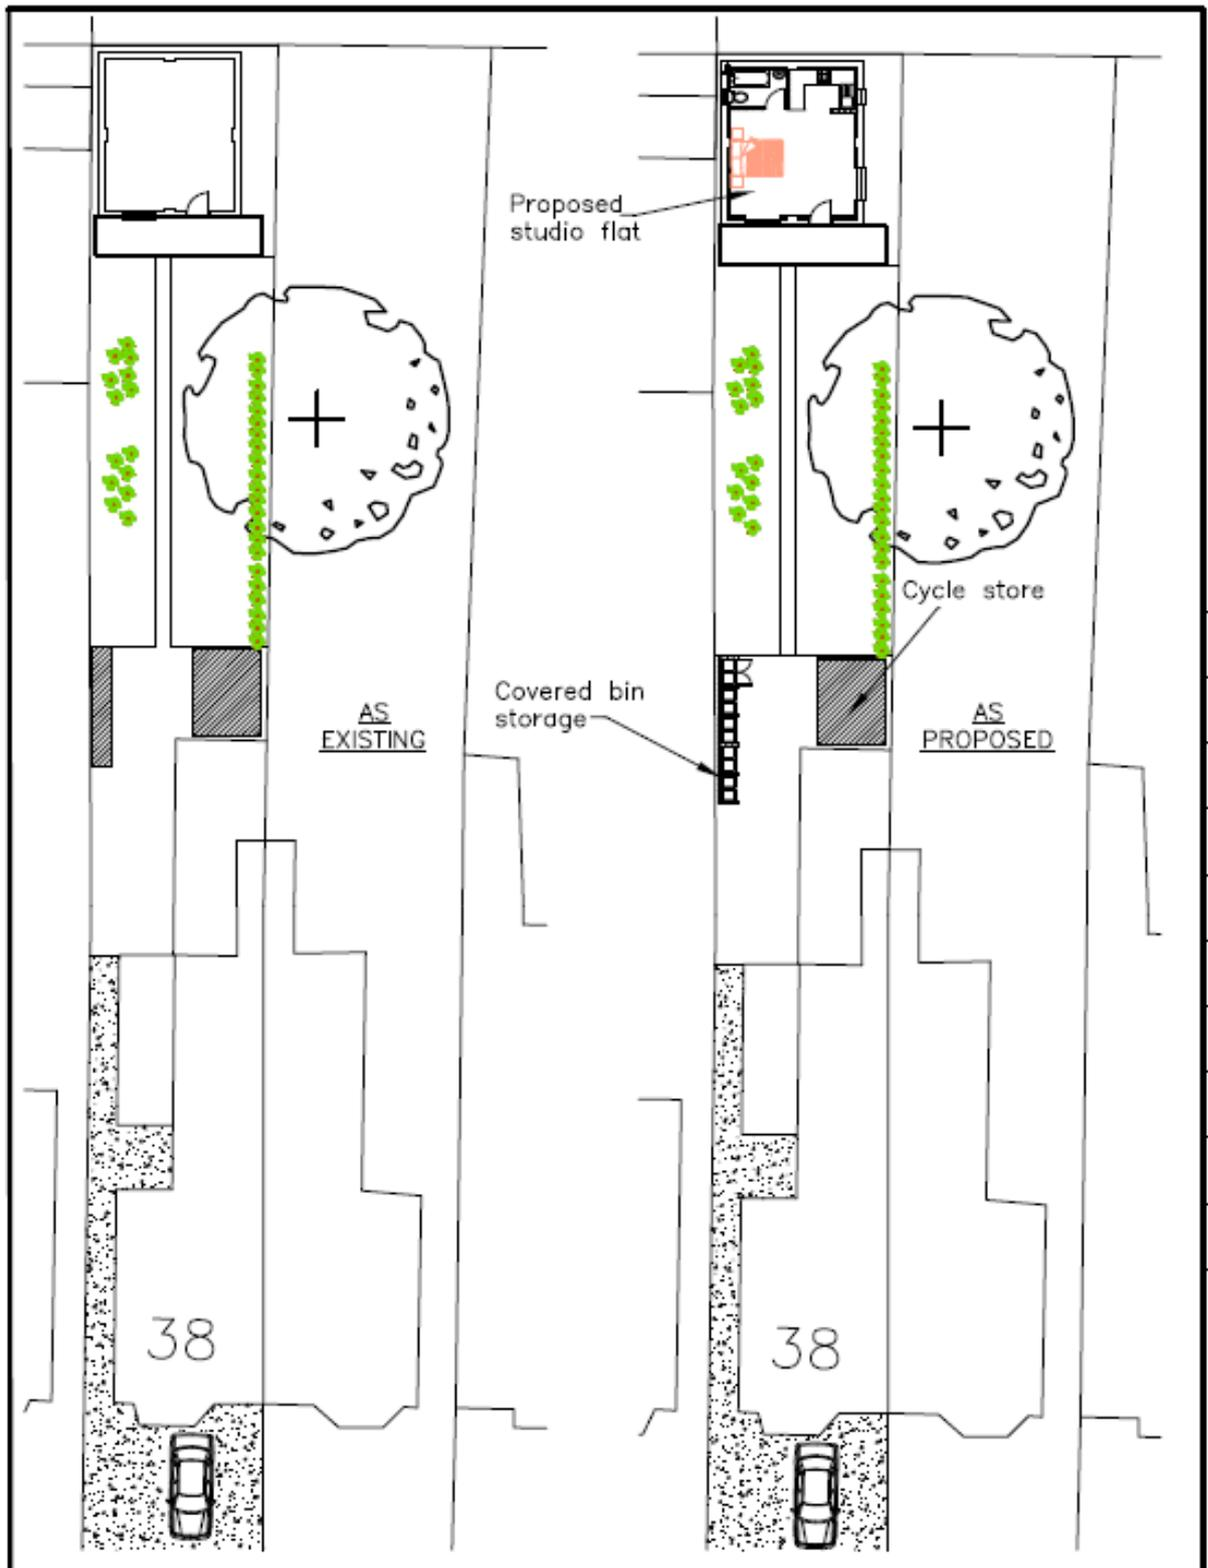 Proposed
studio flat
Cycle store
Covered bin
storage
AS
EXISTING
AS
PROPOSED
38
38